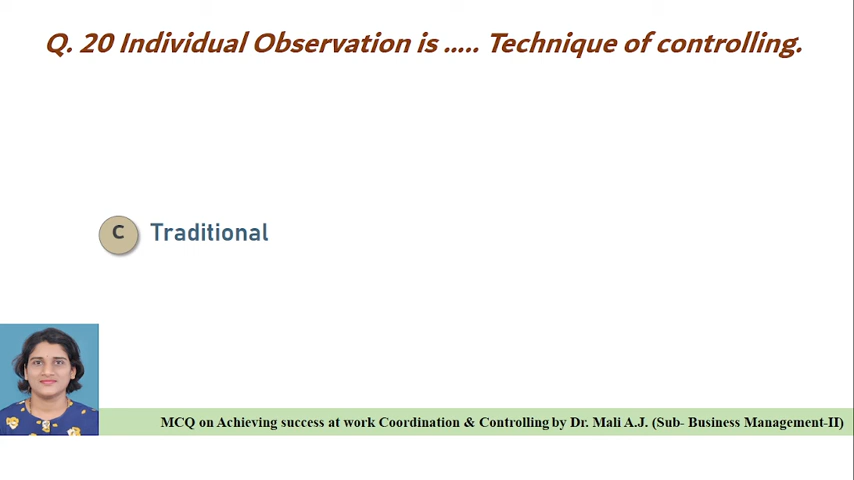 Q. 20 Individual Observation is ..... Technique of controlling.
C Traditional
MCQ on Achieving success at work Coordination & Controlling by Dr. Mali A.J. (Sub- Business Management-II)